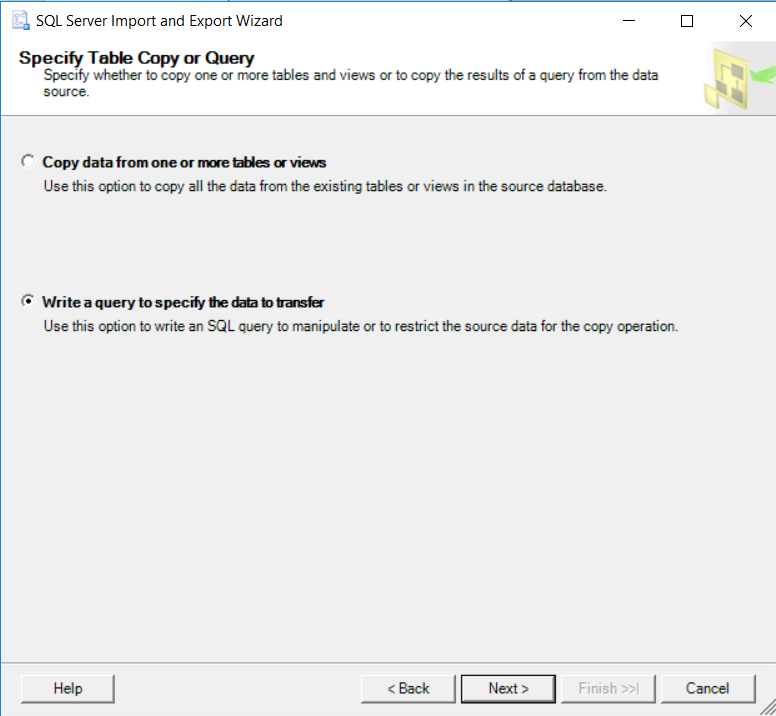 SQL Server Import and Export Wizard
Specify Table Copy or Query
Specify whether to copy one or more tables and views or to copy the results of a query from the data
source.
Copy data from one or more tables or views
Use this option to copy all the data from the existing tables or views in the source database.
Write a query to specify the data to transfer
Use this option to write an SQL query to manipulate or to restrict the source data for the copy operation.
Help
< Back
Next >
Finish >>|
Cancel